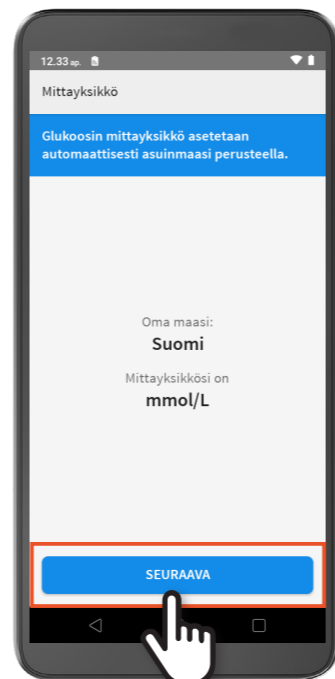 12.33 ap.
Mittayksikkö
Glukoosin mittayksikkö asetetaan
automaattisesti asuinmaasi perusteella.
Oma maasi:
Suomi
Mittayksikkösi on
mmol/L
SEURAAVA